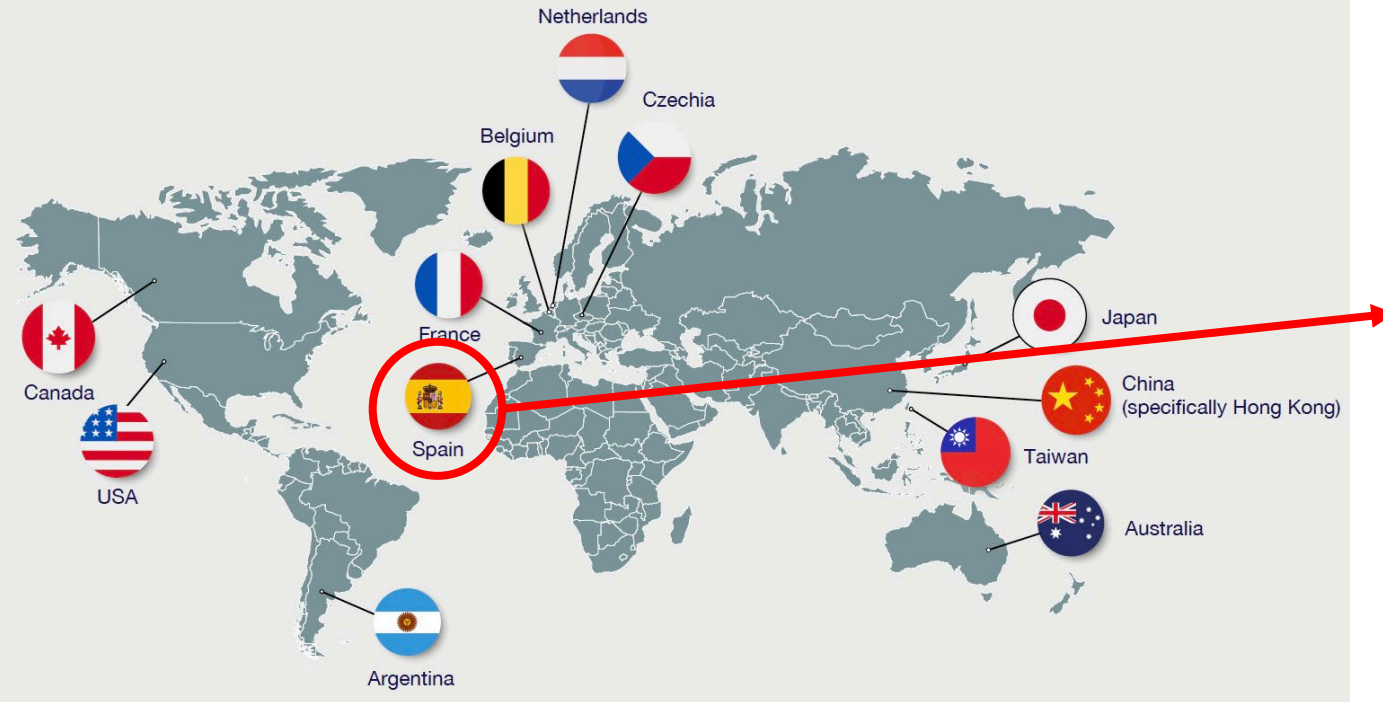 Netherlands
Czechia
Belgium
France
Japan
Canada
China
(specifically Hong Kong)
Spain
Taiwan
USA
Australia
Argentina